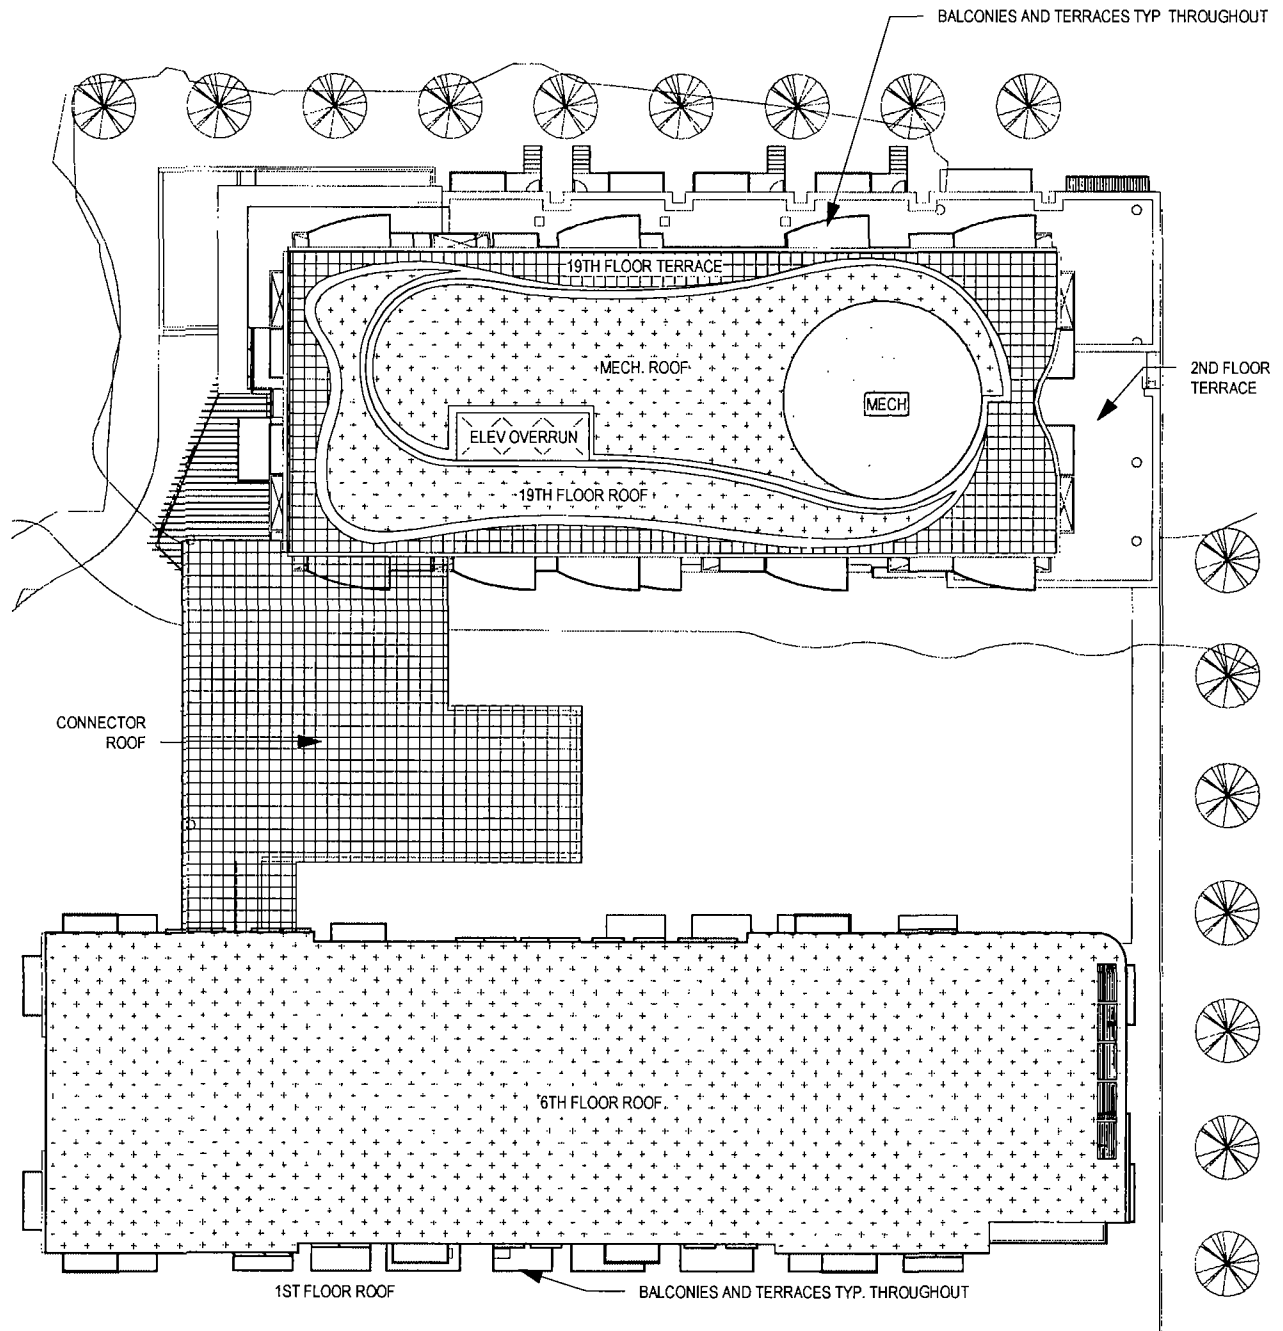 BALCONIES AND TERRACES TYP THROUGHOUT
19TH FLOOR TERRACE
MECH. ROOF
2ND FLOOR
TERRACE
MECH
ELEV OVERRUN
19TH FLOOR ROOF
CONNECTOR
ROOF
6TH FLOOR ROOF
1ST FLOOR ROOF
BALCONIES AND TERRACES TYP. THROUGHOUT